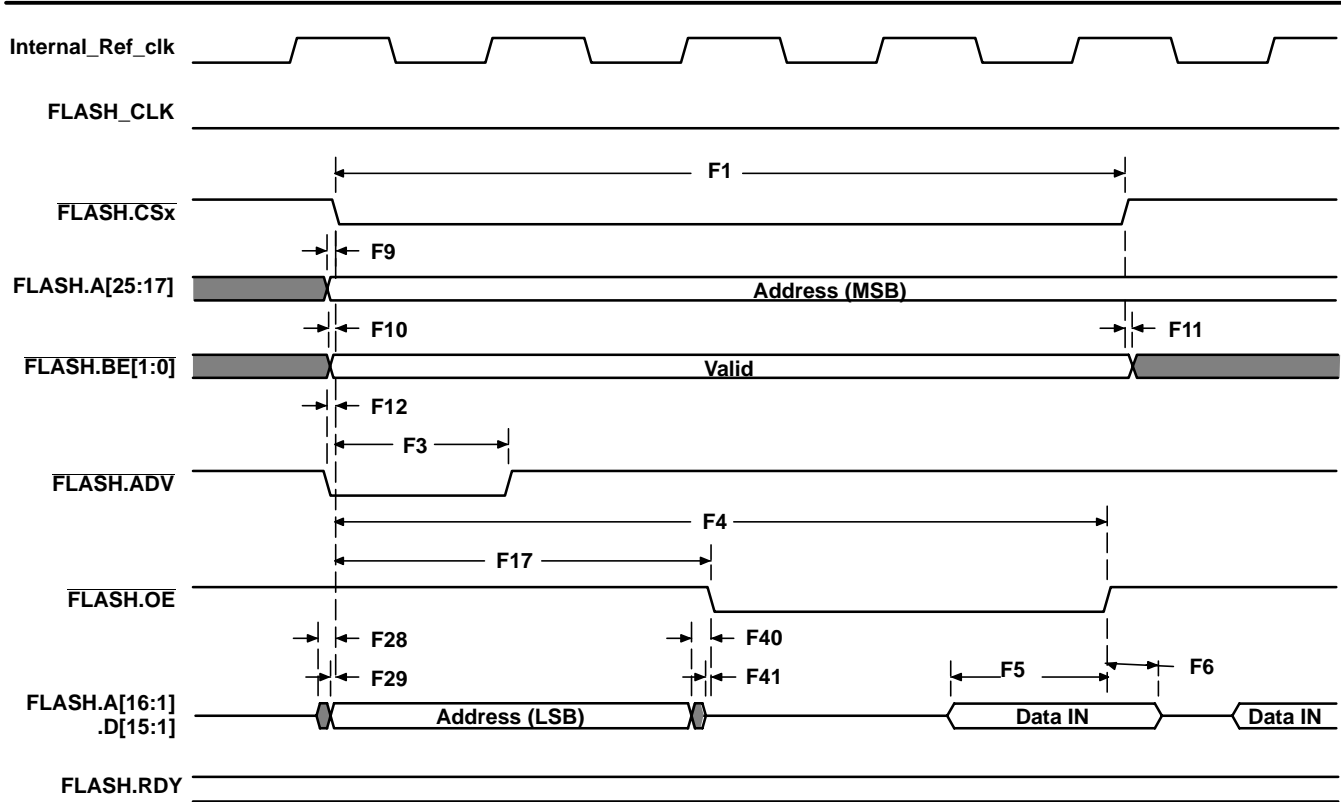 Internal_Ref_clk
FLASH_CLK
F1
FLASH.CSx
F9
FLASH.A[25:17]
Address (MSB)
F10
F11
FLASH.BE[1:0]
Valid
F12
F3
FLASH.ADV
F4
F17
FLASH.OE
F28
F40
F29
F41
F5
F6
FLASH.A[16:1]
.D[15:1]
Address (LSB)
Data IN
Data IN
FLASH.RDY